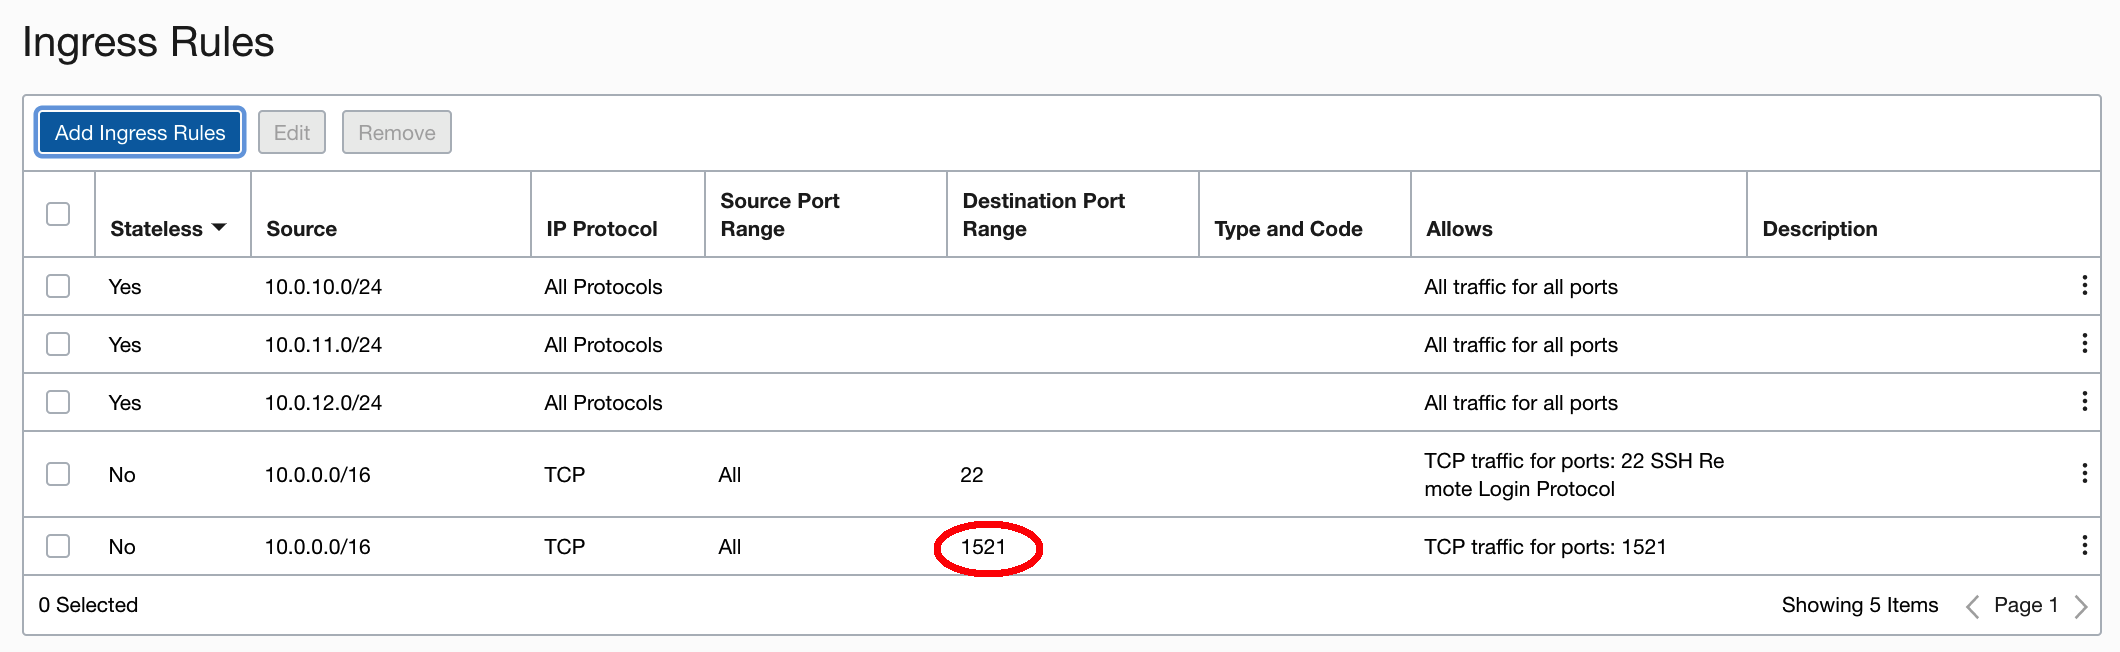 Ingress Rules
Add Ingress Rules Edit Remove
Stateless Source IP Protocol Source Port Range Destination Port Range Type and Code Allows Description
Yes 10.0.10.0/24 All Protocols All traffic for all ports
Yes 10.0.11.0/24 All Protocols All traffic for all ports
Yes 10.0.12.0/24 All Protocols All traffic for all ports
No 10.0.0.0/16 TCP All 22 TCP traffic for ports: 22 SSH Re
mote Login Protocol
No 10.0.0.0/16 TCP All 1521 TCP traffic for ports: 1521
0 Selected Showing 5 Items Page 1